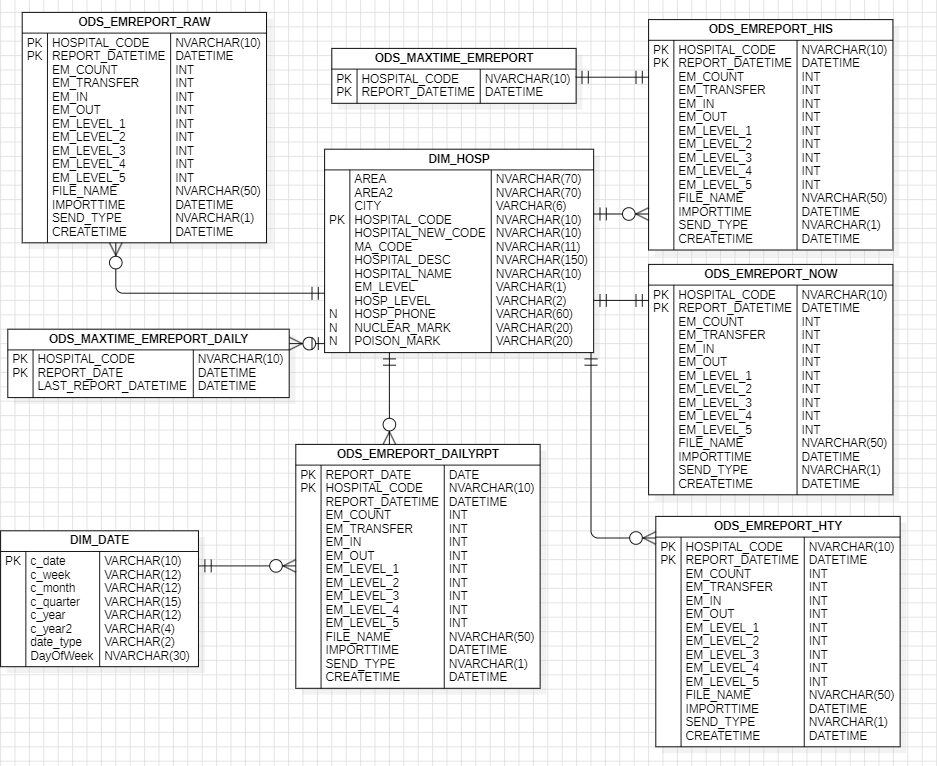 ODS_EMREPORT_RAW
PK HOSPITAL_CODE NVARCHAR(10)
PK REPORT_DATETIME DATETIME
EM_COUNT INT
EM_TRANSFER INT
EM_IN INT
EM_OUT INT
EM_LEVEL_1 INT
EM_LEVEL_2 INT
EM_LEVEL_3 INT
EM_LEVEL_4 INT
EM_LEVEL_5 INT
FILE_NAME NVARCHAR(50)
IMPORTTIME DATETIME
SEND_TYPE NVARCHAR(1)
CREATETIME DATETIME
ODS_MAXTIME_EMREPORT
PK HOSPITAL_CODE NVARCHAR(10)
PK REPORT_DATETIME DATETIME
ODS_EMREPORT_HIS
PK HOSPITAL_CODE NVARCHAR(10)
PK REPORT_DATETIME DATETIME
EM_COUNT INT
EM_TRANSFER INT
EM_IN INT
EM_OUT INT
EM_LEVEL_1 INT
EM_LEVEL_2 INT
EM_LEVEL_3 INT
EM_LEVEL_4 INT
EM_LEVEL_5 INT
FILE_NAME NVARCHAR(50)
IMPORTTIME DATETIME
SEND_TYPE NVARCHAR(1)
CREATETIME DATETIME
DIM_HOSP
AREA NVARCHAR(70)
AREA2 NVARCHAR(70)
CITY VARCHAR(6)
PK HOSPITAL_CODE NVARCHAR(10)
HOSPITAL_NEW_CODE NVARCHAR(10)
MA_CODE NVARCHAR(11)
HOSPITAL_DESC NVARCHAR(150)
HOSPITAL_NAME NVARCHAR(10)
EM_LEVEL VARCHAR(1)
HOSP_LEVEL VARCHAR(2)
N HOSP_PHONE VARCHAR(60)
N NUCLEAR_MARK VARCHAR(20)
N POISON_MARK VARCHAR(20)
ODS_EMREPORT_NOW
PK HOSPITAL_CODE NVARCHAR(10)
PK REPORT_DATETIME DATETIME
EM_COUNT INT
EM_TRANSFER INT
EM_IN INT
EM_OUT INT
EM_LEVEL_1 INT
EM_LEVEL_2 INT
EM_LEVEL_3 INT
EM_LEVEL_4 INT
EM_LEVEL_5 INT
FILE_NAME NVARCHAR(50)
IMPORTTIME DATETIME
SEND_TYPE NVARCHAR(1)
CREATETIME DATETIME
ODS_MAXTIME_EMREPORT_DAILY
PK HOSPITAL_CODE NVARCHAR(10)
PK REPORT_DATE DATETIME
LAST_REPORT_DATETIME DATETIME
ODS_EMREPORT_DAILYRPT
PK REPORT_DATE DATE
PK HOSPITAL_CODE NVARCHAR(10)
REPORT_DATETIME DATETIME
EM_COUNT INT
EM_TRANSFER INT
EM_IN INT
EM_OUT INT
EM_LEVEL_1 INT
EM_LEVEL_2 INT
EM_LEVEL_3 INT
EM_LEVEL_4 INT
EM_LEVEL_5 INT
FILE_NAME NVARCHAR(50)
IMPORTTIME DATETIME
SEND_TYPE NVARCHAR(1)
CREATETIME DATETIME
DIM_DATE
PK c_date VARCHAR(10)
c_week VARCHAR(12)
c_month VARCHAR(12)
c_quarter VARCHAR(15)
c_year VARCHAR(12)
c_year2 VARCHAR(4)
date_type VARCHAR(2)
DayOfWeek NVARCHAR(30)
ODS_EMREPORT_HTY
PK HOSPITAL_CODE NVARCHAR(10)
PK REPORT_DATETIME DATETIME
EM_COUNT INT
EM_TRANSFER INT
EM_IN INT
EM_OUT INT
EM_LEVEL_1 INT
EM_LEVEL_2 INT
EM_LEVEL_3 INT
EM_LEVEL_4 INT
EM_LEVEL_5 INT
FILE_NAME NVARCHAR(50)
IMPORTTIME DATETIME
SEND_TYPE NVARCHAR(1)
CREATETIME DATETIME